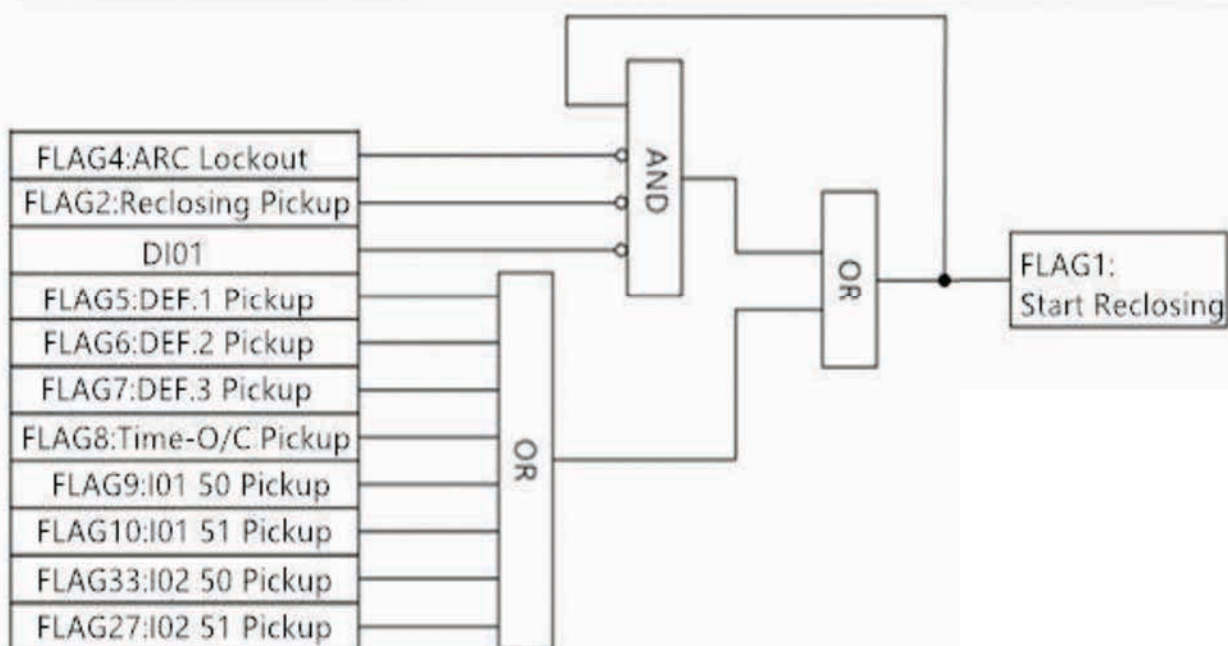 FLAG4:ARC Lockout
FLAG2:Reclosing Pickup
DI01
FLAG5:DEF.1 Pickup
FLAG6:DEF.2 Pickup
FLAG7:DEF.3 Pickup
FLAG8:Time-O/C Pickup
FLAG9:I01 50 Pickup
FLAG10:I01 51 Pickup
FLAG33:I02 50 Pickup
FLAG27:I02 51 Pickup
OR
AND
OR
FLAG1:
Start Reclosing